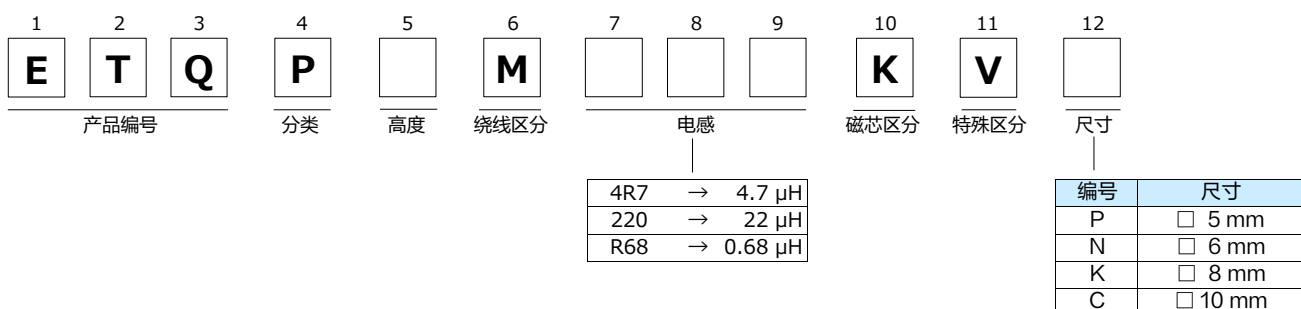 1 2 3 4 5 6 7 8 9 10 11 12
E T Q P M K V
产品编号 分类 高度 绕线区分 电感 磁芯区分 特殊区分 尺寸
4R7 → 4.7 μH
220 → 22 μH
R68 → 0.68 μH
编号 尺寸
P □ 5 mm
N □ 6 mm
K □ 8 mm
C □ 10 mm